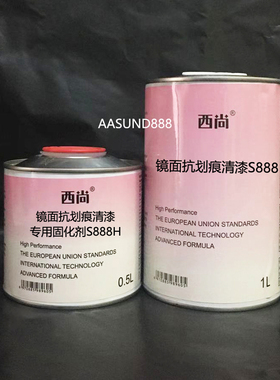 AASUND888
西尚
镜面抗划痕清漆
专用固化剂S888H
High Performance
THE EUROPEAN UNION STANDARDS
INTERNATIONAL TECHNOLOGY
ADVANCED FORMULA
0.5L
西尚
镜面抗划痕清漆S888
High Performance
THE EUROPEAN UNION STANDARDS
INTERNATIONAL TECHNOLOGY
ADVANCED FORMULA
1L